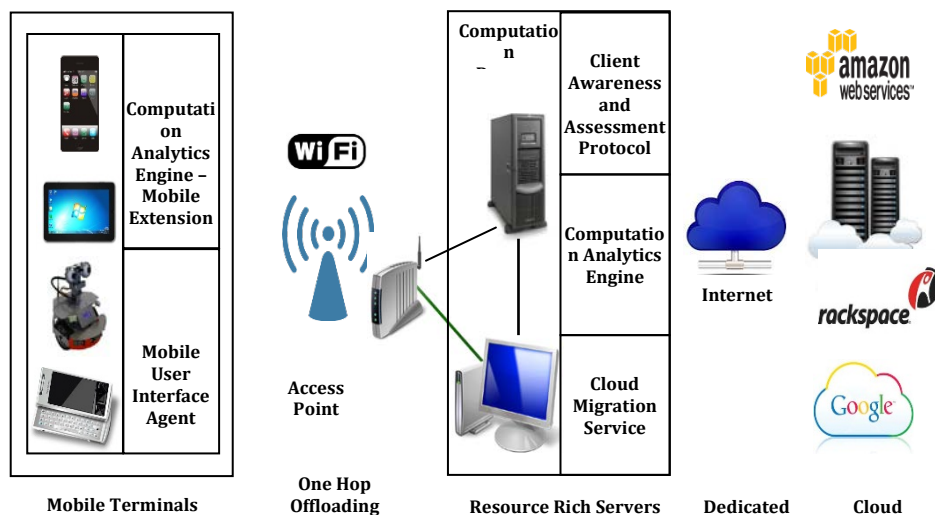 Computati
on
Analytics
Engine –
Mobile
Extension
Mobile
User
Interface
Agent
Mobile Terminals
WiFi
Access
Point
One Hop
Offloading
Computatio
n
Client
Awareness
and
Assessment
Protocol
Computatio
n Analytics
Engine
Cloud
Migration
Service
Resource Rich Servers
Internet
Dedicated
amazon
webservices™
rackspace
Google
Cloud